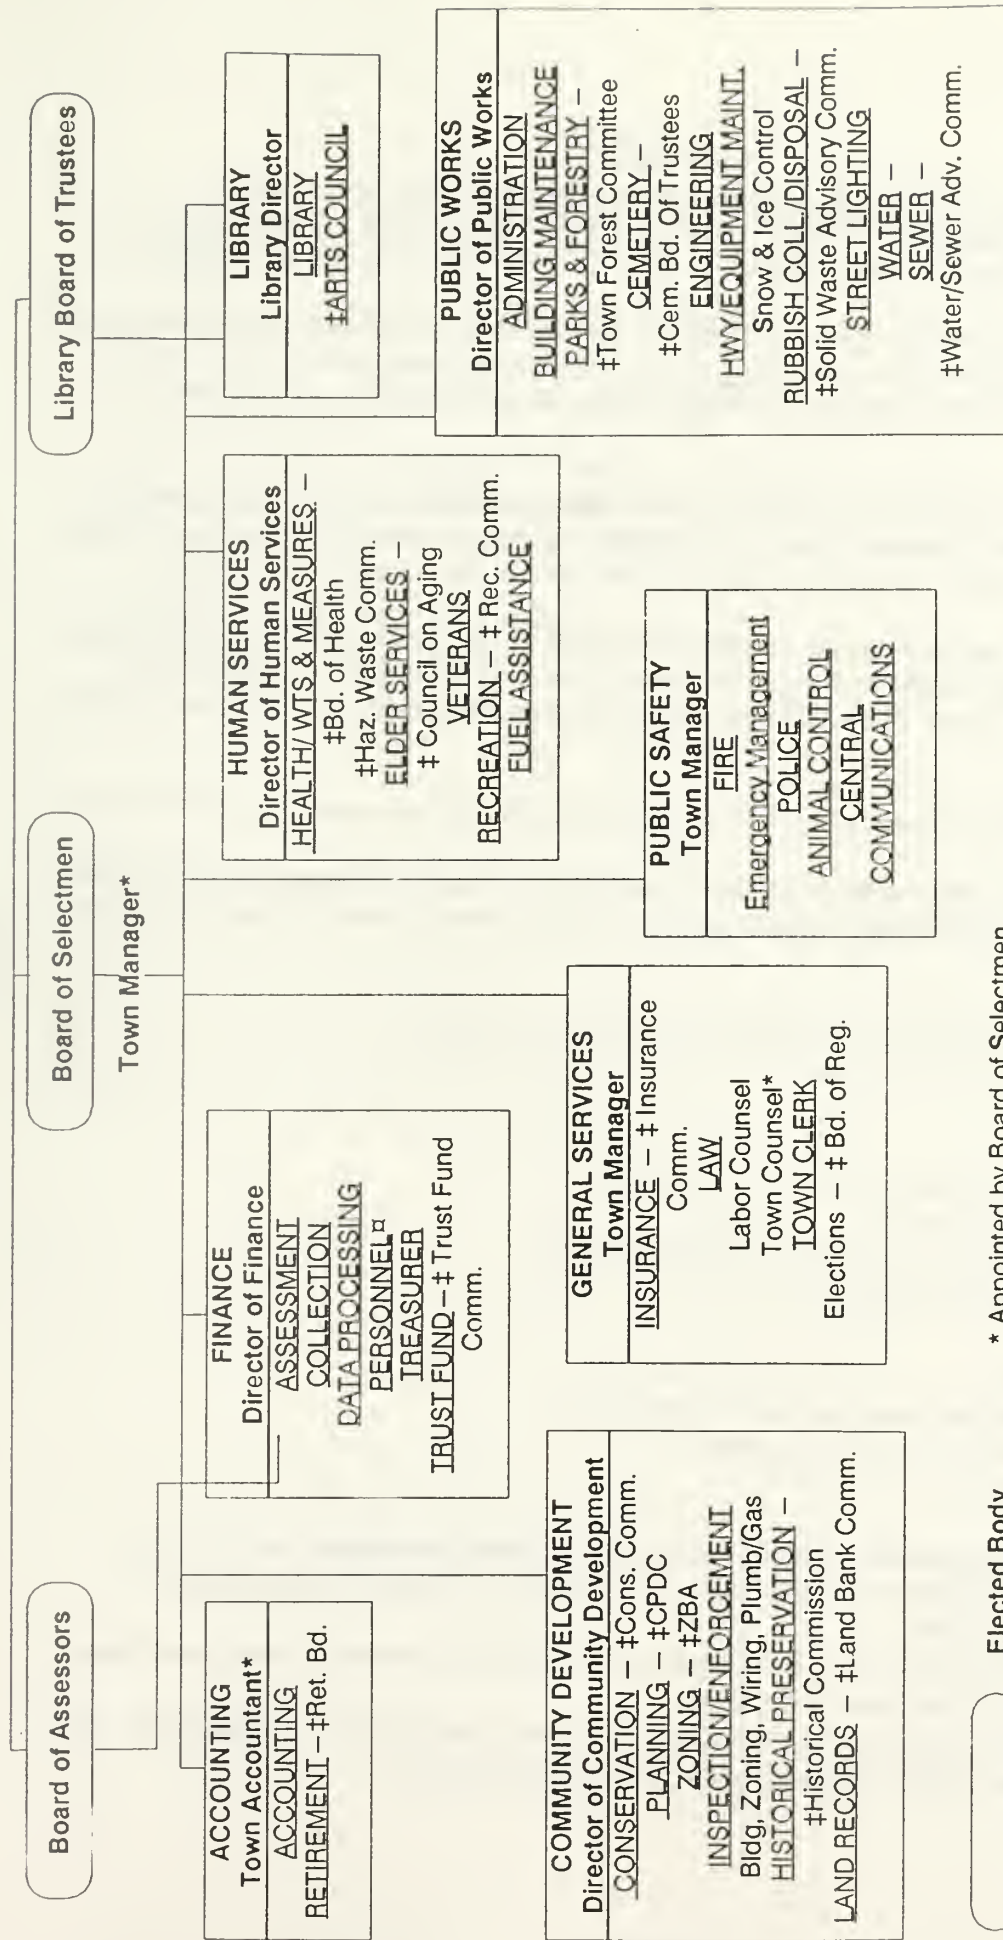 Board of Assessors
Board of Selectmen
Library Board of Trustees
Town Manager*
ACCOUNTING
Town Accountant*
ACCOUNTING
RETIREMENT – ‡Ret. Bd.
FINANCE
Director of Finance
ASSESSMENT
COLLECTION
DATA PROCESSING
PERSONNEL¤
TREASURER
TRUST FUND – ‡ Trust Fund
Comm.
HUMAN SERVICES
Director of Human Services
HEALTH/ WTS & MEASURES –
‡Bd. of Health
‡Haz. Waste Comm.
ELDER SERVICES –
‡ Council on Aging
VETERANS
RECREATION – ‡ Rec. Comm.
FUEL ASSISTANCE
LIBRARY
Library Director
LIBRARY
‡ARTS COUNCIL
COMMUNITY DEVELOPMENT
Director of Community Development
CONSERVATION – ‡Cons. Comm.
PLANNING – ‡CPDC
ZONING – ‡ZBA
INSPECTION/ENFORCEMENT
Bldg, Zoning, Wiring, Plumb/Gas
HISTORICAL PRESERVATION –
‡Historical Commission
LAND RECORDS – ‡Land Bank Comm.
GENERAL SERVICES
Town Manager
INSURANCE – ‡ Insurance
Comm.
LAW
Labor Counsel
Town Counsel*
TOWN CLERK
Elections – ‡ Bd. of Reg.
PUBLIC SAFETY
Town Manager
FIRE
Emergency Management
POLICE
ANIMAL CONTROL
CENTRAL
COMMUNICATIONS
PUBLIC WORKS
Director of Public Works
ADMINISTRATION
BUILDING MAINTENANCE
PARKS & FORESTRY –
‡Town Forest Committee
CEMETERY –
‡Cem. Bd. Of Trustees
ENGINEERING
HWY/EQUIPMENT MAINT.
Snow & Ice Control
RUBBISH COLL./DISPOSAL –
‡Solid Waste Advisory Comm.
STREET LIGHTING
WATER –
SEWER –
‡Water/Sewer Adv. Comm.
Elected Body
* Appointed by Board of Selectmen